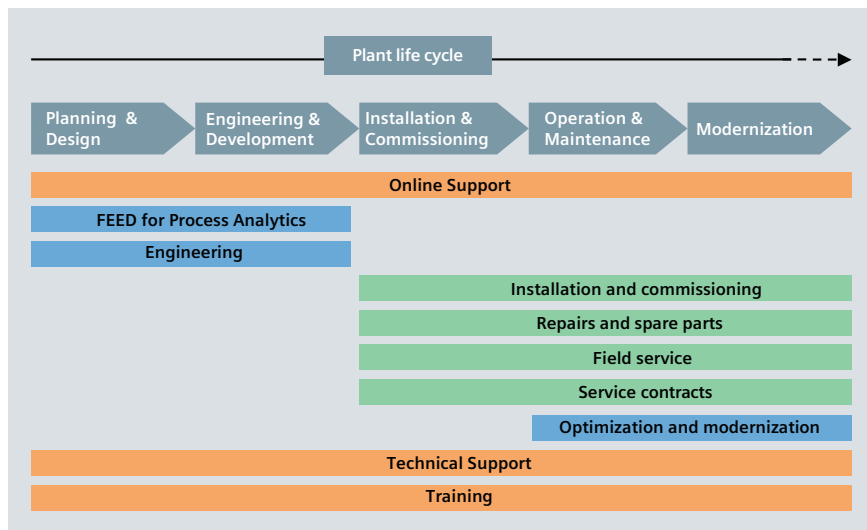 Plant life cycle
Planning & 
Design
Engineering &
Development
Installation &
Commissioning
Operation &
Maintenance
Modernization
Online Support
FEED for Process Analytics
Engineering
Installation and commissioning
Repairs and spare parts
Field service
Service contracts
Optimization and modernization
Technical Support
Training